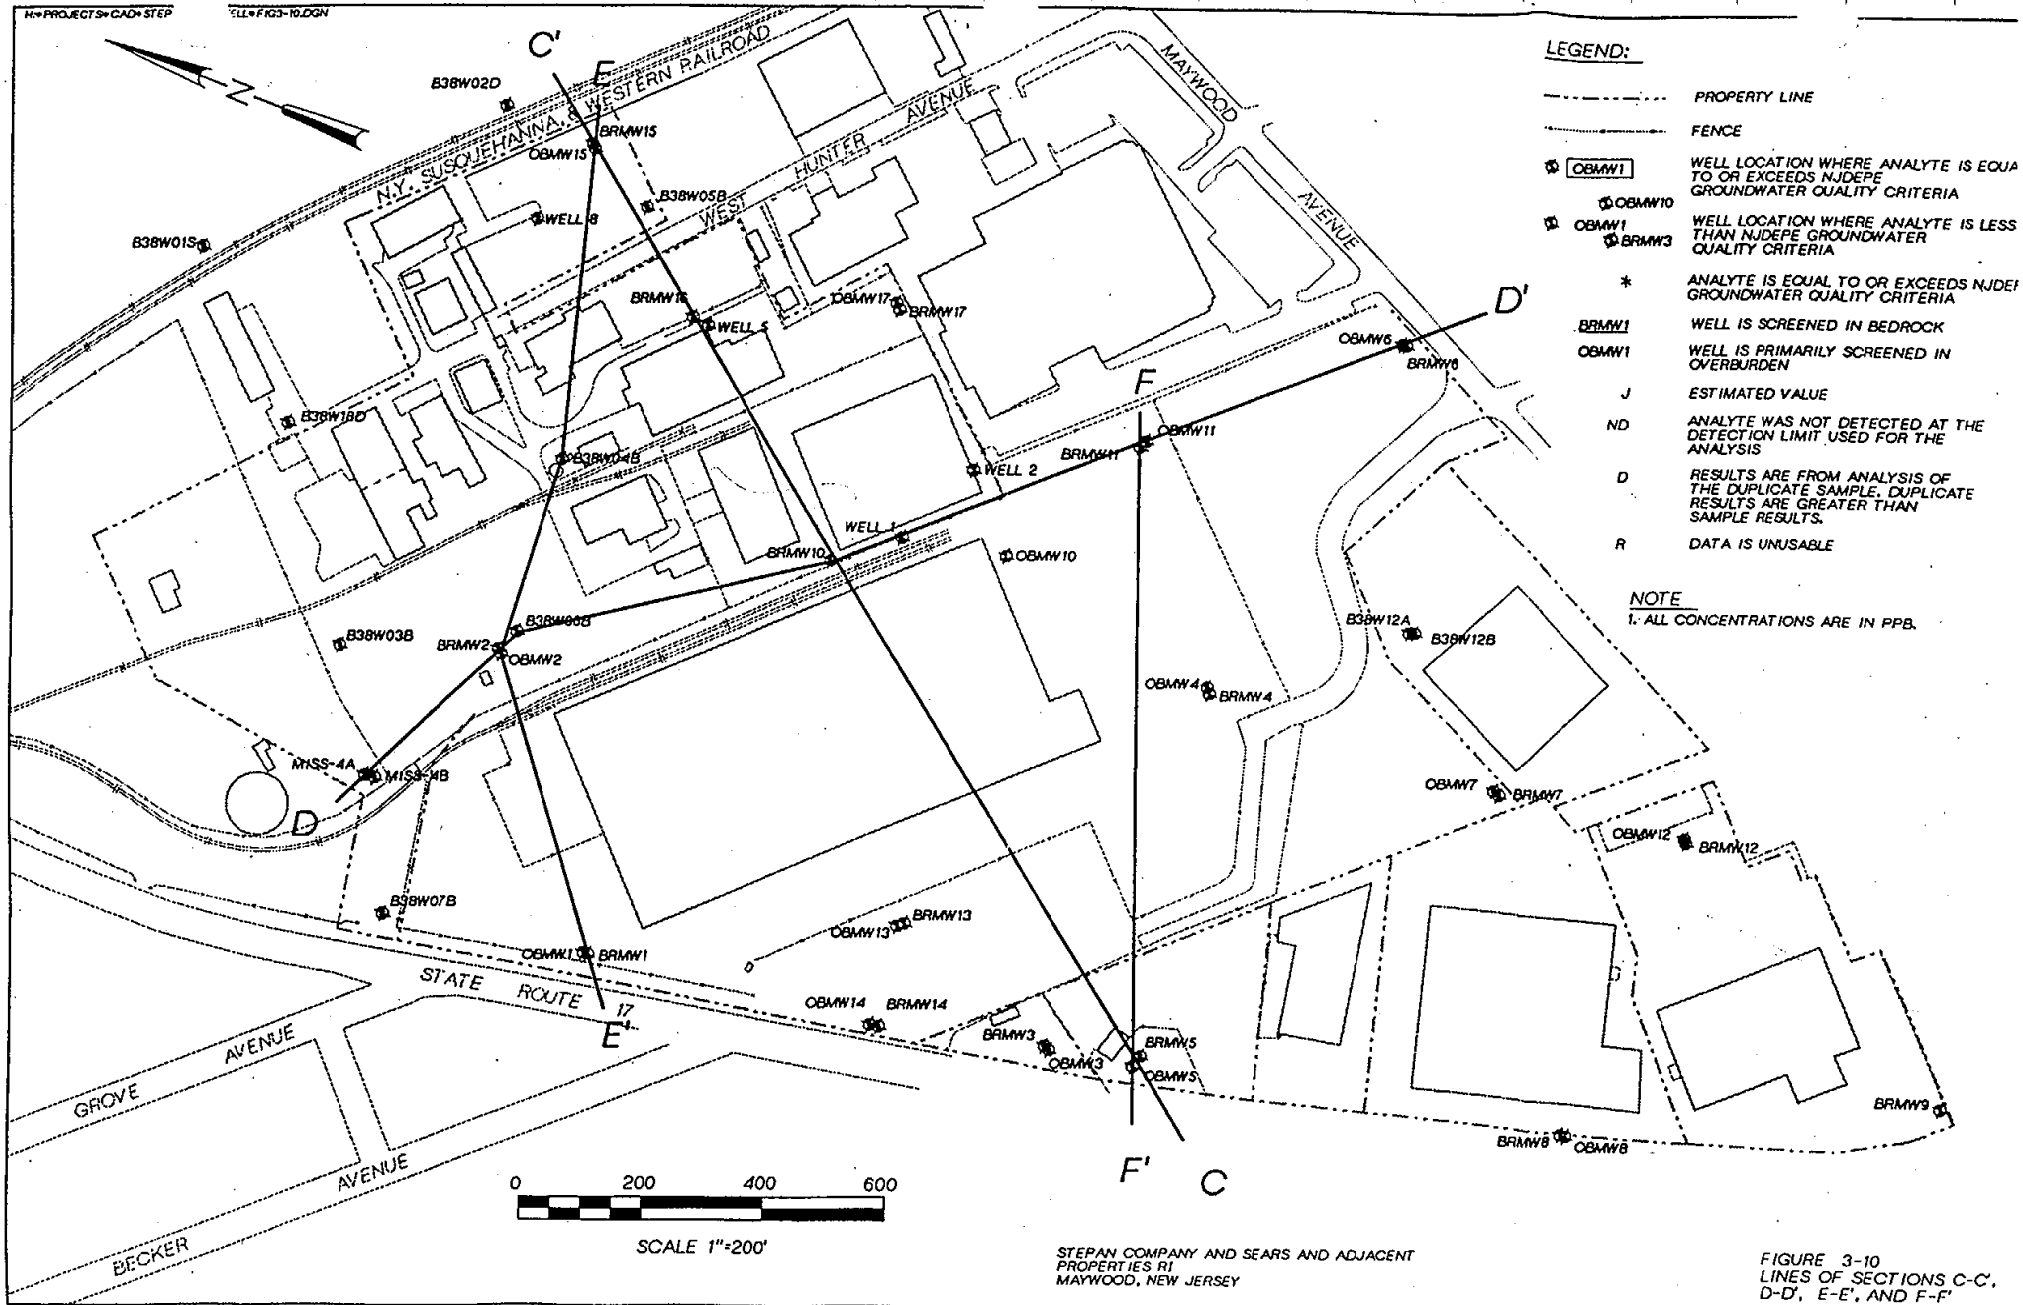 H:•PROJECTS•CAD•STEP ELL•FIG3-10.DGN
N
C'
E
B38W02D
N.Y. SUSQUEHANNA & WESTERN RAILROAD
BRMW15
OBMW15
B38W05B
WELL 8
B38W01S
WEST HUNTER AVENUE
MAYWOOD AVENUE
BRMW16
WELL 5
OBMW17
BRMW17
D'
OBMW6
BRMW6
F
OBMW11
BRMW11
B38W18D
B38W04B
WELL 2
WELL 1
BRMW10
OBMW10
B38W06B
B38W03B
BRMW2
OBMW2
B38W12A
B38W12B
OBMW4
BRMW4
MISS-4A
MISS-4B
D
OBMW7
BRMW7
OBMW12
BRMW12
B38W07B
BRMW13
OBMW13
OBMW1
BRMW1
STATE ROUTE 17
E'
OBMW14
BRMW14
BRMW3
OBMW3
BRMW5
OBMW5
BRMW9
BRMW8
OBMW8
GROVE AVENUE
BECKER AVENUE
F'
C
0 200 400 600
SCALE 1"=200'
LEGEND:
PROPERTY LINE
FENCE
OBMW1
WELL LOCATION WHERE ANALYTE IS EQUA
TO OR EXCEEDS NJDEPE
GROUNDWATER QUALITY CRITERIA
OBMW10
OBMW1
BRMW3
WELL LOCATION WHERE ANALYTE IS LESS
THAN NJDEPE GROUNDWATER
QUALITY CRITERIA
* ANALYTE IS EQUAL TO OR EXCEEDS NJDEP
GROUNDWATER QUALITY CRITERIA
BRMW1 WELL IS SCREENED IN BEDROCK
OBMW1 WELL IS PRIMARILY SCREENED IN
OVERBURDEN
J ESTIMATED VALUE
ND ANALYTE WAS NOT DETECTED AT THE
DETECTION LIMIT USED FOR THE
ANALYSIS
D RESULTS ARE FROM ANALYSIS OF
THE DUPLICATE SAMPLE. DUPLICATE
RESULTS ARE GREATER THAN
SAMPLE RESULTS.
R DATA IS UNUSABLE
NOTE
1. ALL CONCENTRATIONS ARE IN PPB.
STEPAN COMPANY AND SEARS AND ADJACENT
PROPERTIES RI
MAYWOOD, NEW JERSEY
FIGURE 3-10
LINES OF SECTIONS C-C',
D-D', E-E', AND F-F'